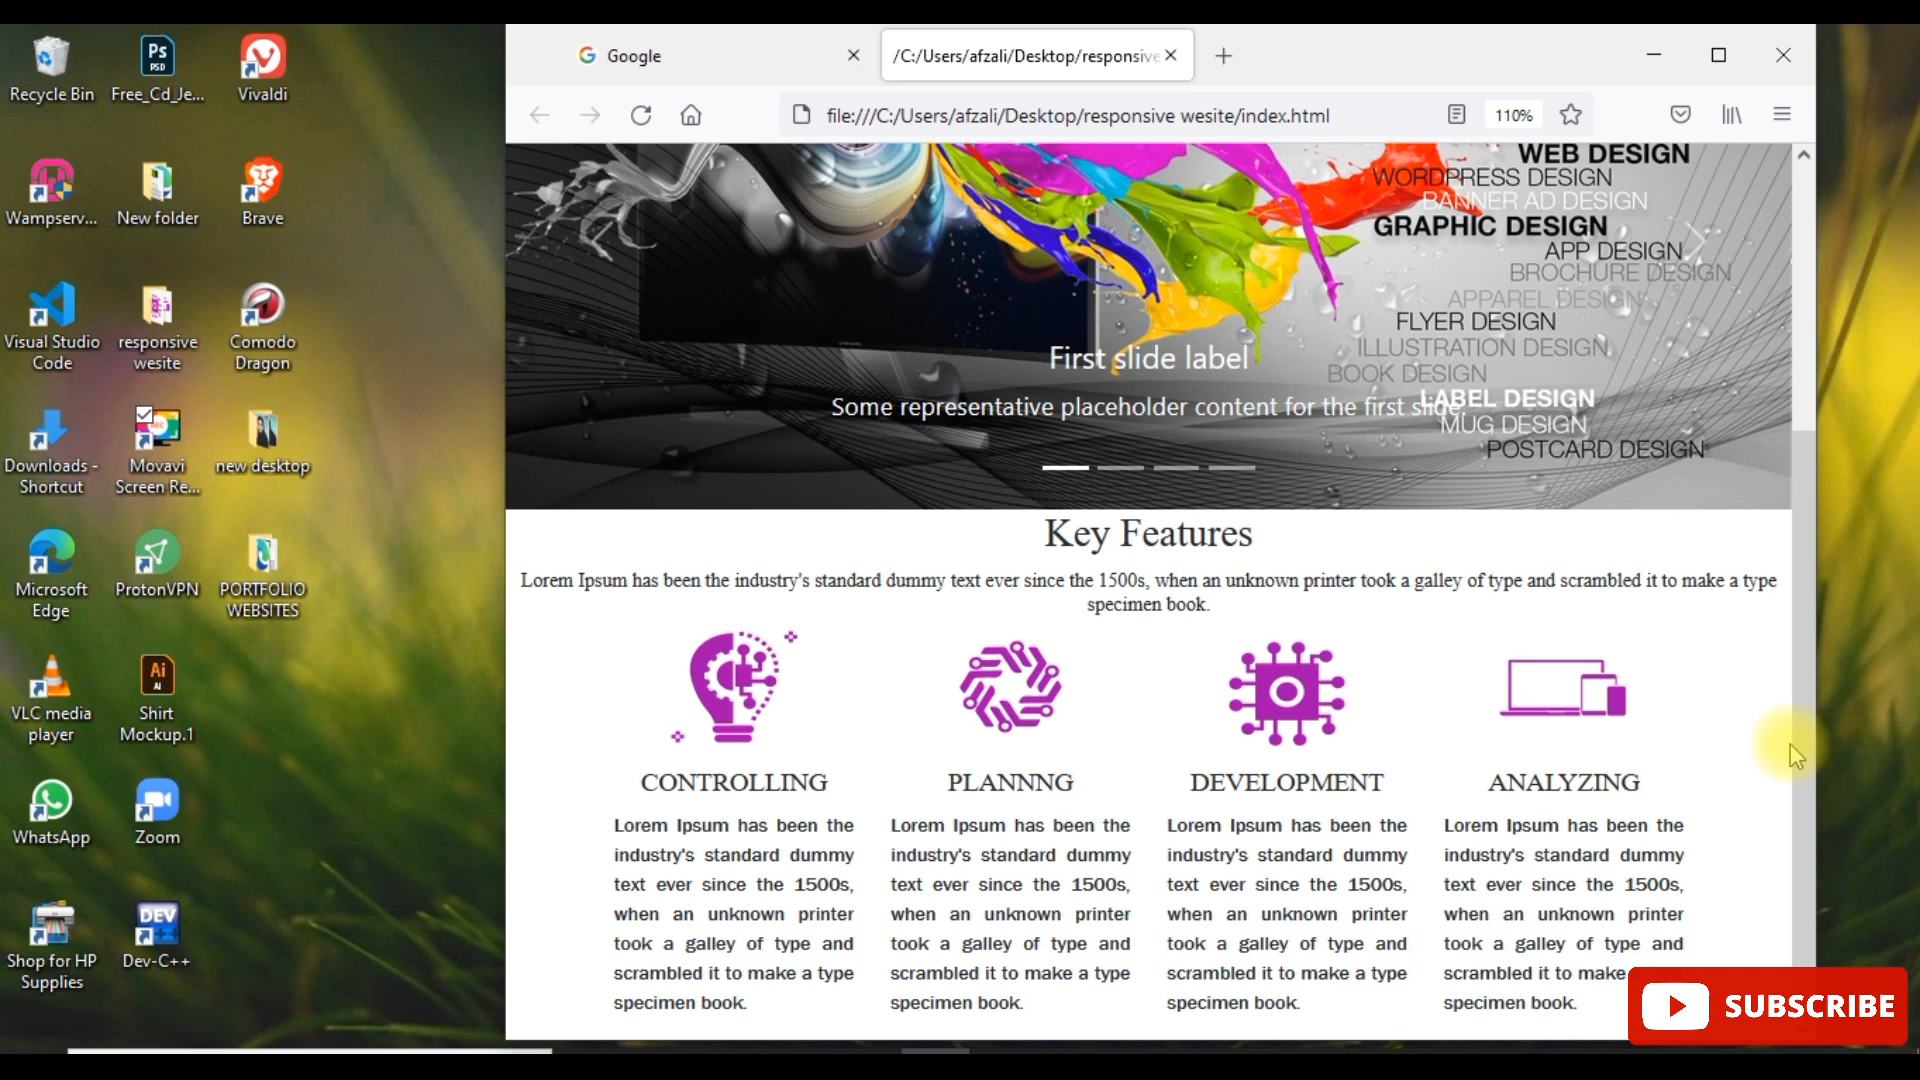 Recycle Bin
Free_Cd_Je...
Vivaldi
Wampserv...
New folder
Brave
Visual Studio
Code
responsive
wesite
Comodo
Dragon
Downloads -
Shortcut
Movavi
Screen Re...
new desktop
Microsoft
Edge
ProtonVPN
PORTFOLIO
WEBSITES
VLC media
player
Shirt
Mockup.1
WhatsApp
Zoom
Shop for HP
Supplies
Dev-C++
Ps
PSD
REC
Ai
AI
DEV
C++
Google
/C:/Users/afzali/Desktop/responsive
file:///C:/Users/afzali/Desktop/responsive wesite/index.html
110%
WEB DESIGN
WORDPRESS DESIGN
BANNER AD DESIGN
GRAPHIC DESIGN
APP DESIGN
BROCHURE DESIGN
APPAREL DESIGN
FLYER DESIGN
ILLUSTRATION DESIGN
BOOK DESIGN
LABEL DESIGN
MUG DESIGN
POSTCARD DESIGN
First slide label
Some representative placeholder content for the first slide.
Key Features
Lorem Ipsum has been the industry's standard dummy text ever since the 1500s, when an unknown printer took a galley of type and scrambled it to make a type
specimen book.
CONTROLLING
Lorem Ipsum has been the
industry's standard dummy
text ever since the 1500s,
when an unknown printer
took a galley of type and
scrambled it to make a type
specimen book.
PLANNNG
Lorem Ipsum has been the
industry's standard dummy
text ever since the 1500s,
when an unknown printer
took a galley of type and
scrambled it to make a type
specimen book.
DEVELOPMENT
Lorem Ipsum has been the
industry's standard dummy
text ever since the 1500s,
when an unknown printer
took a galley of type and
scrambled it to make a type
specimen book.
ANALYZING
Lorem Ipsum has been the
industry's standard dummy
text ever since the 1500s,
when an unknown printer
took a galley of type and
scrambled it to make
specimen book.
SUBSCRIBE